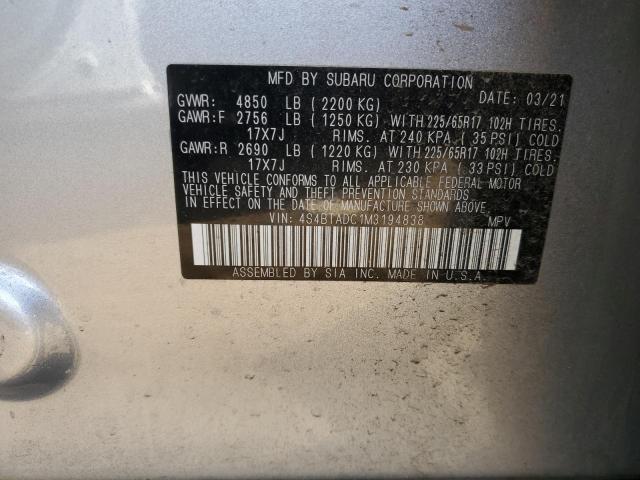 MFD BY SUBARU CORPORATION
GVWR: 4850 LB (2200 KG) DATE: 03/21
GAWR:F 2756 LB (1250 KG) WITH 225/65R17 102H TIRES.
17X7J RIMS. AT 240 KPA (35 PSI) COLD
GAWR:R 2690 LB (1220 KG) WITH 225/65R17 102H TIRES.
17X7J RIMS. AT 230 KPA (33 PSI) COLD
THIS VEHICLE CONFORMS TO ALL APPLICABLE FEDERAL MOTOR
VEHICLE SAFETY AND THEFT PREVENTION STANDARDS
IN EFFECT ON THE DATE OF MANUFACTURE SHOWN ABOVE.
VIN: 4S4BTADC1M3194838 MPV
ASSEMBLED BY SIA INC. MADE IN U.S.A.